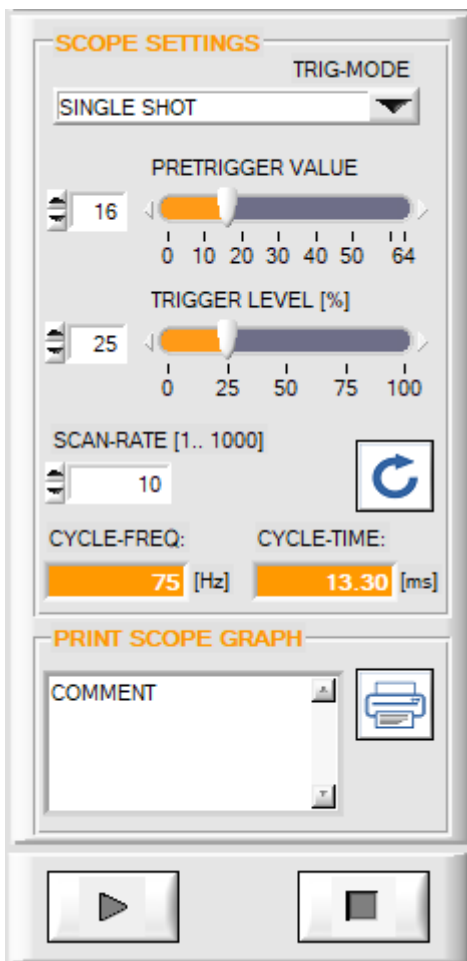 SCOPE SETTINGS
TRIG-MODE
SINGLE SHOT
PRETRIGGER VALUE
16
0 10 20 30 40 50 64
TRIGGER LEVEL [%]
25
0 25 50 75 100
SCAN-RATE [1.. 1000]
10
CYCLE-FREQ: CYCLE-TIME:
75 [Hz] 13.30 [ms]
PRINT SCOPE GRAPH
COMMENT